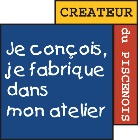 CREATEUR
du PISCENOIS
Je conçois,
je fabrique
dans
mon atelier